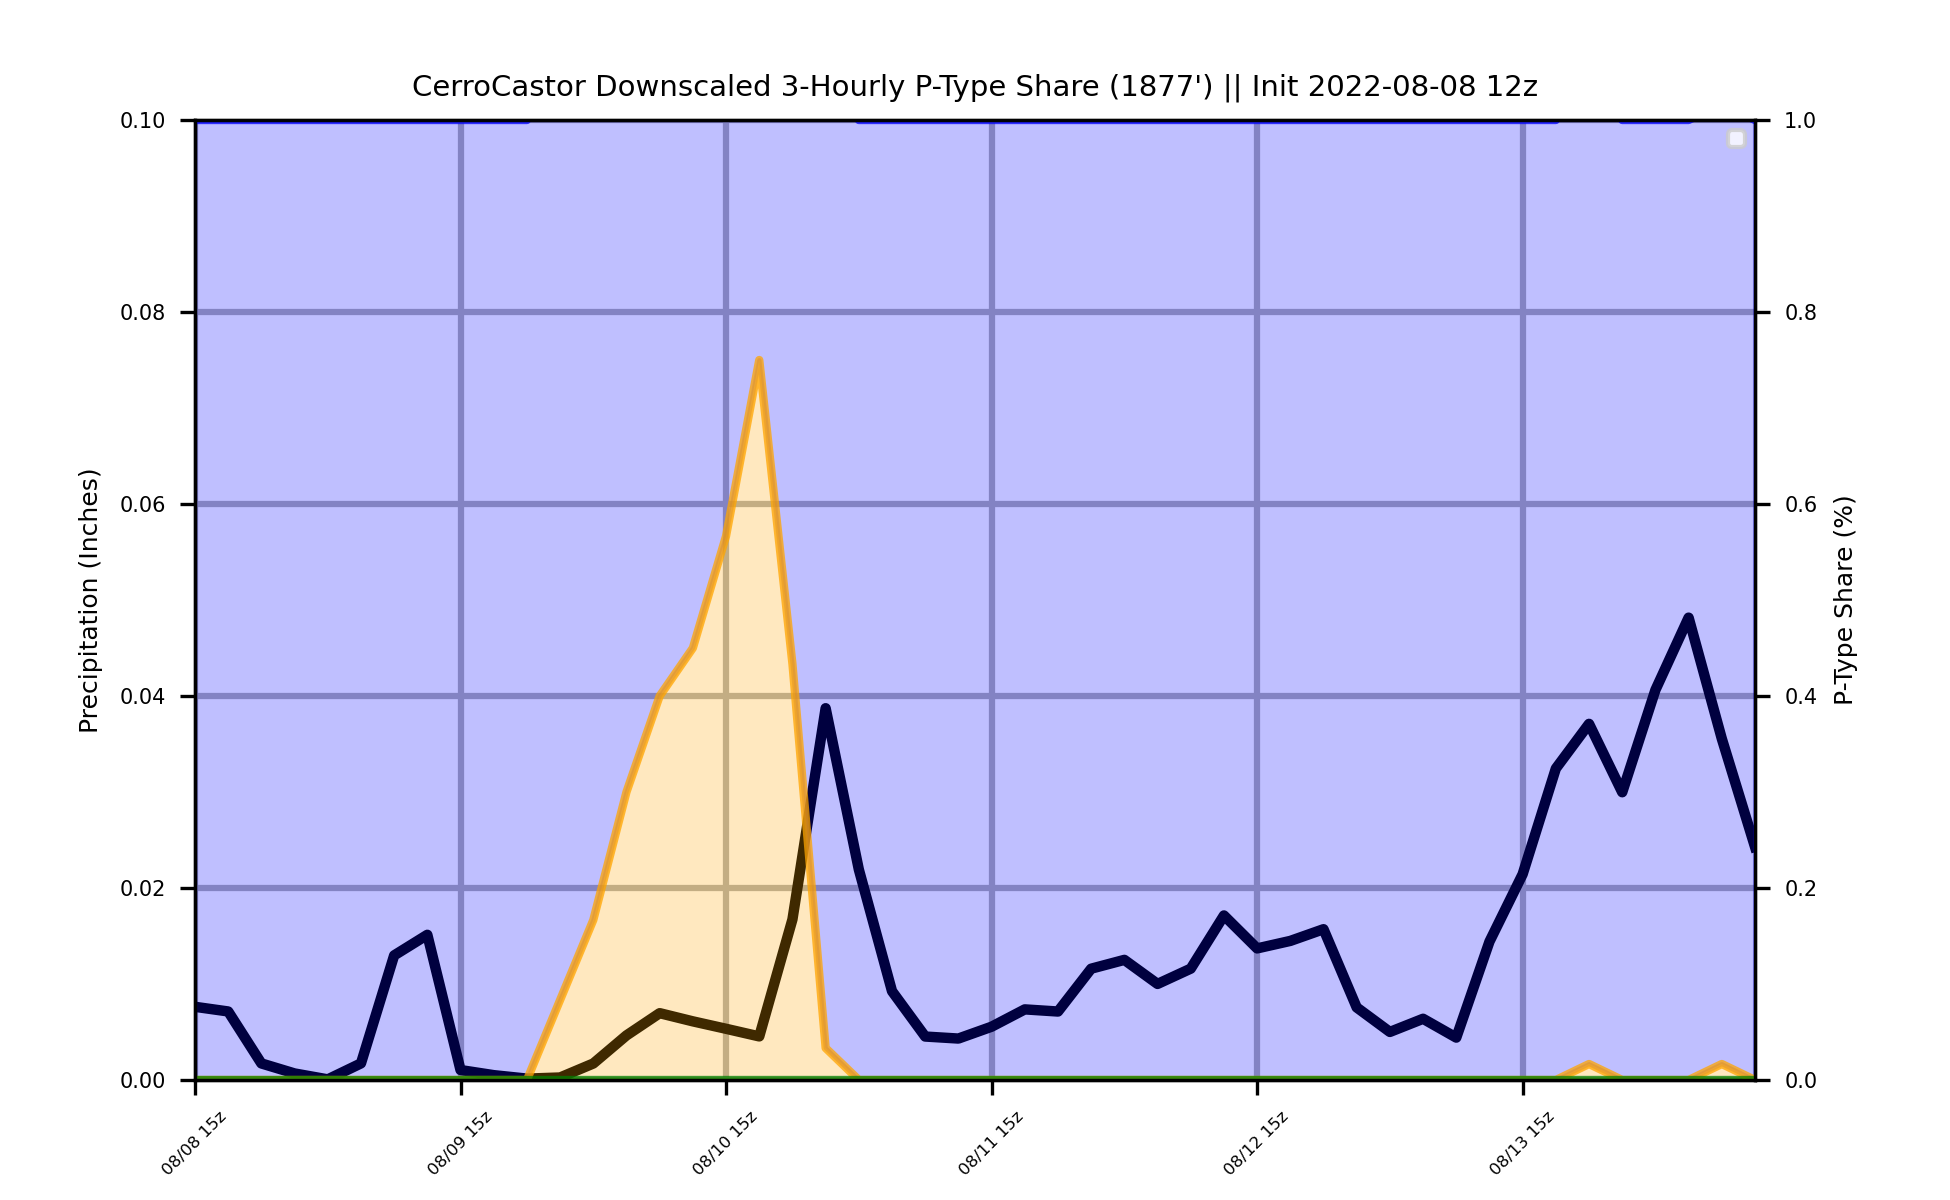 CerroCastor Downscaled 3-Hourly P-Type Share (1877') || Init 2022-08-08 12z
0.10
0.08
0.06
0.04
0.02
0.00
Precipitation (Inches)
1.0
0.8
0.6
0.4
0.2
0.0
P-Type Share (%)
08/08 15z
08/09 15z
08/10 15z
08/11 15z
08/12 15z
08/13 15z